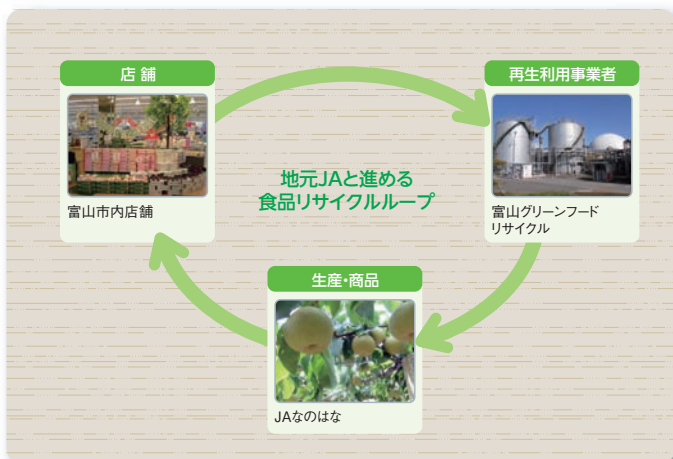 店 舗
富山市内店舗
再生利用事業者
富山グリーンフード
リサイクル
地元JAと進める
食品リサイクルループ
生産・商品
JAなのはな